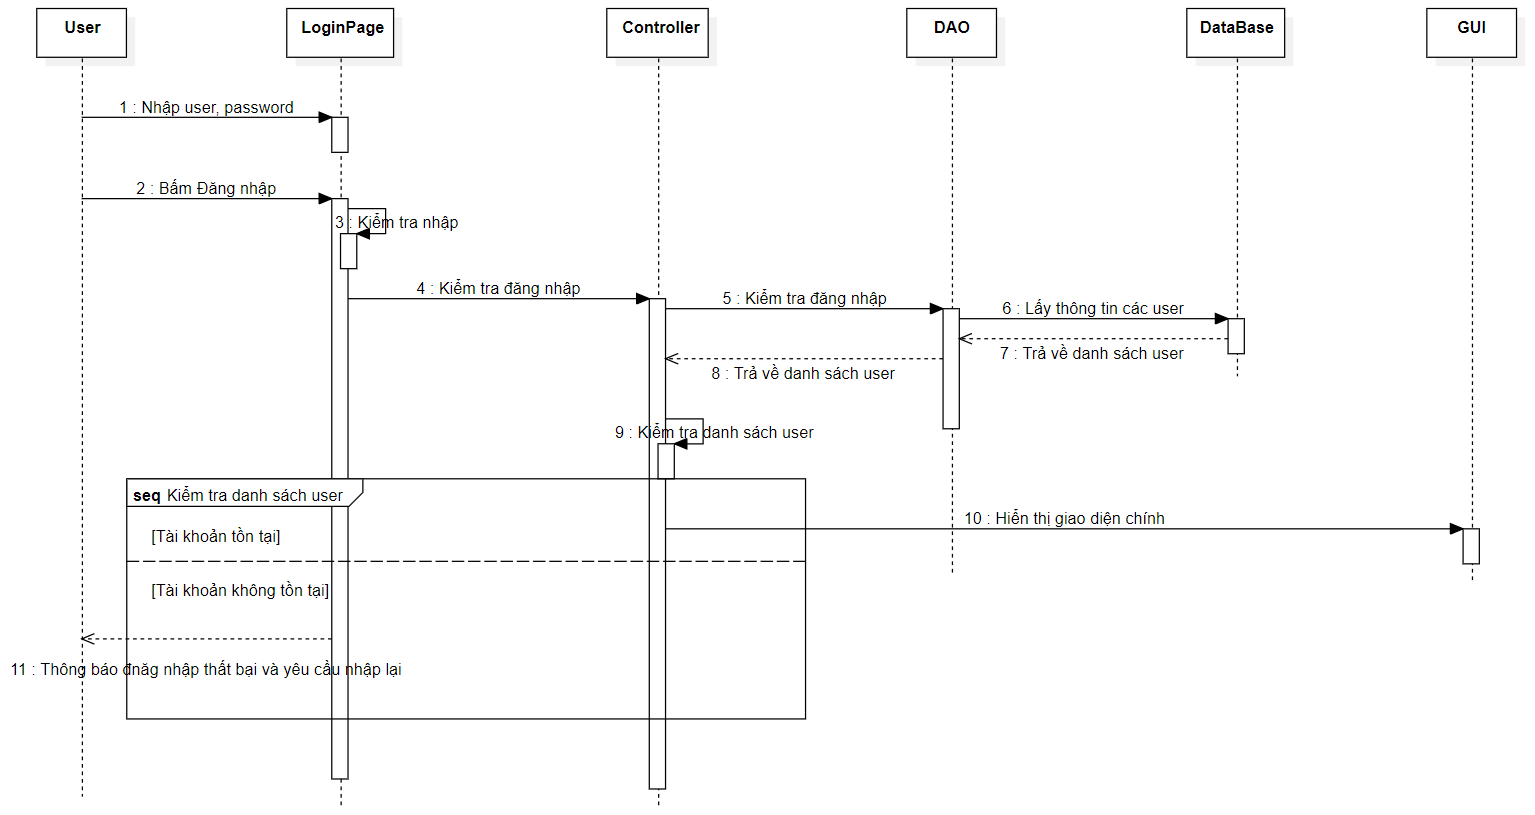 User
LoginPage
Controller
DAO
DataBase
GUI
1 : Nhập user, password
2 : Bấm Đăng nhập
3 : Kiểm tra nhập
4 : Kiểm tra đăng nhập
5 : Kiểm tra đăng nhập
6 : Lấy thông tin các user
7 : Trả về danh sách user
8 : Trả về danh sách user
9 : Kiểm tra danh sách user
seq Kiểm tra danh sách user
10 : Hiển thị giao diện chính
[Tài khoản tồn tại]
[Tài khoản không tồn tại]
11 : Thông báo đnăg nhập thất bại và yêu cầu nhập lại